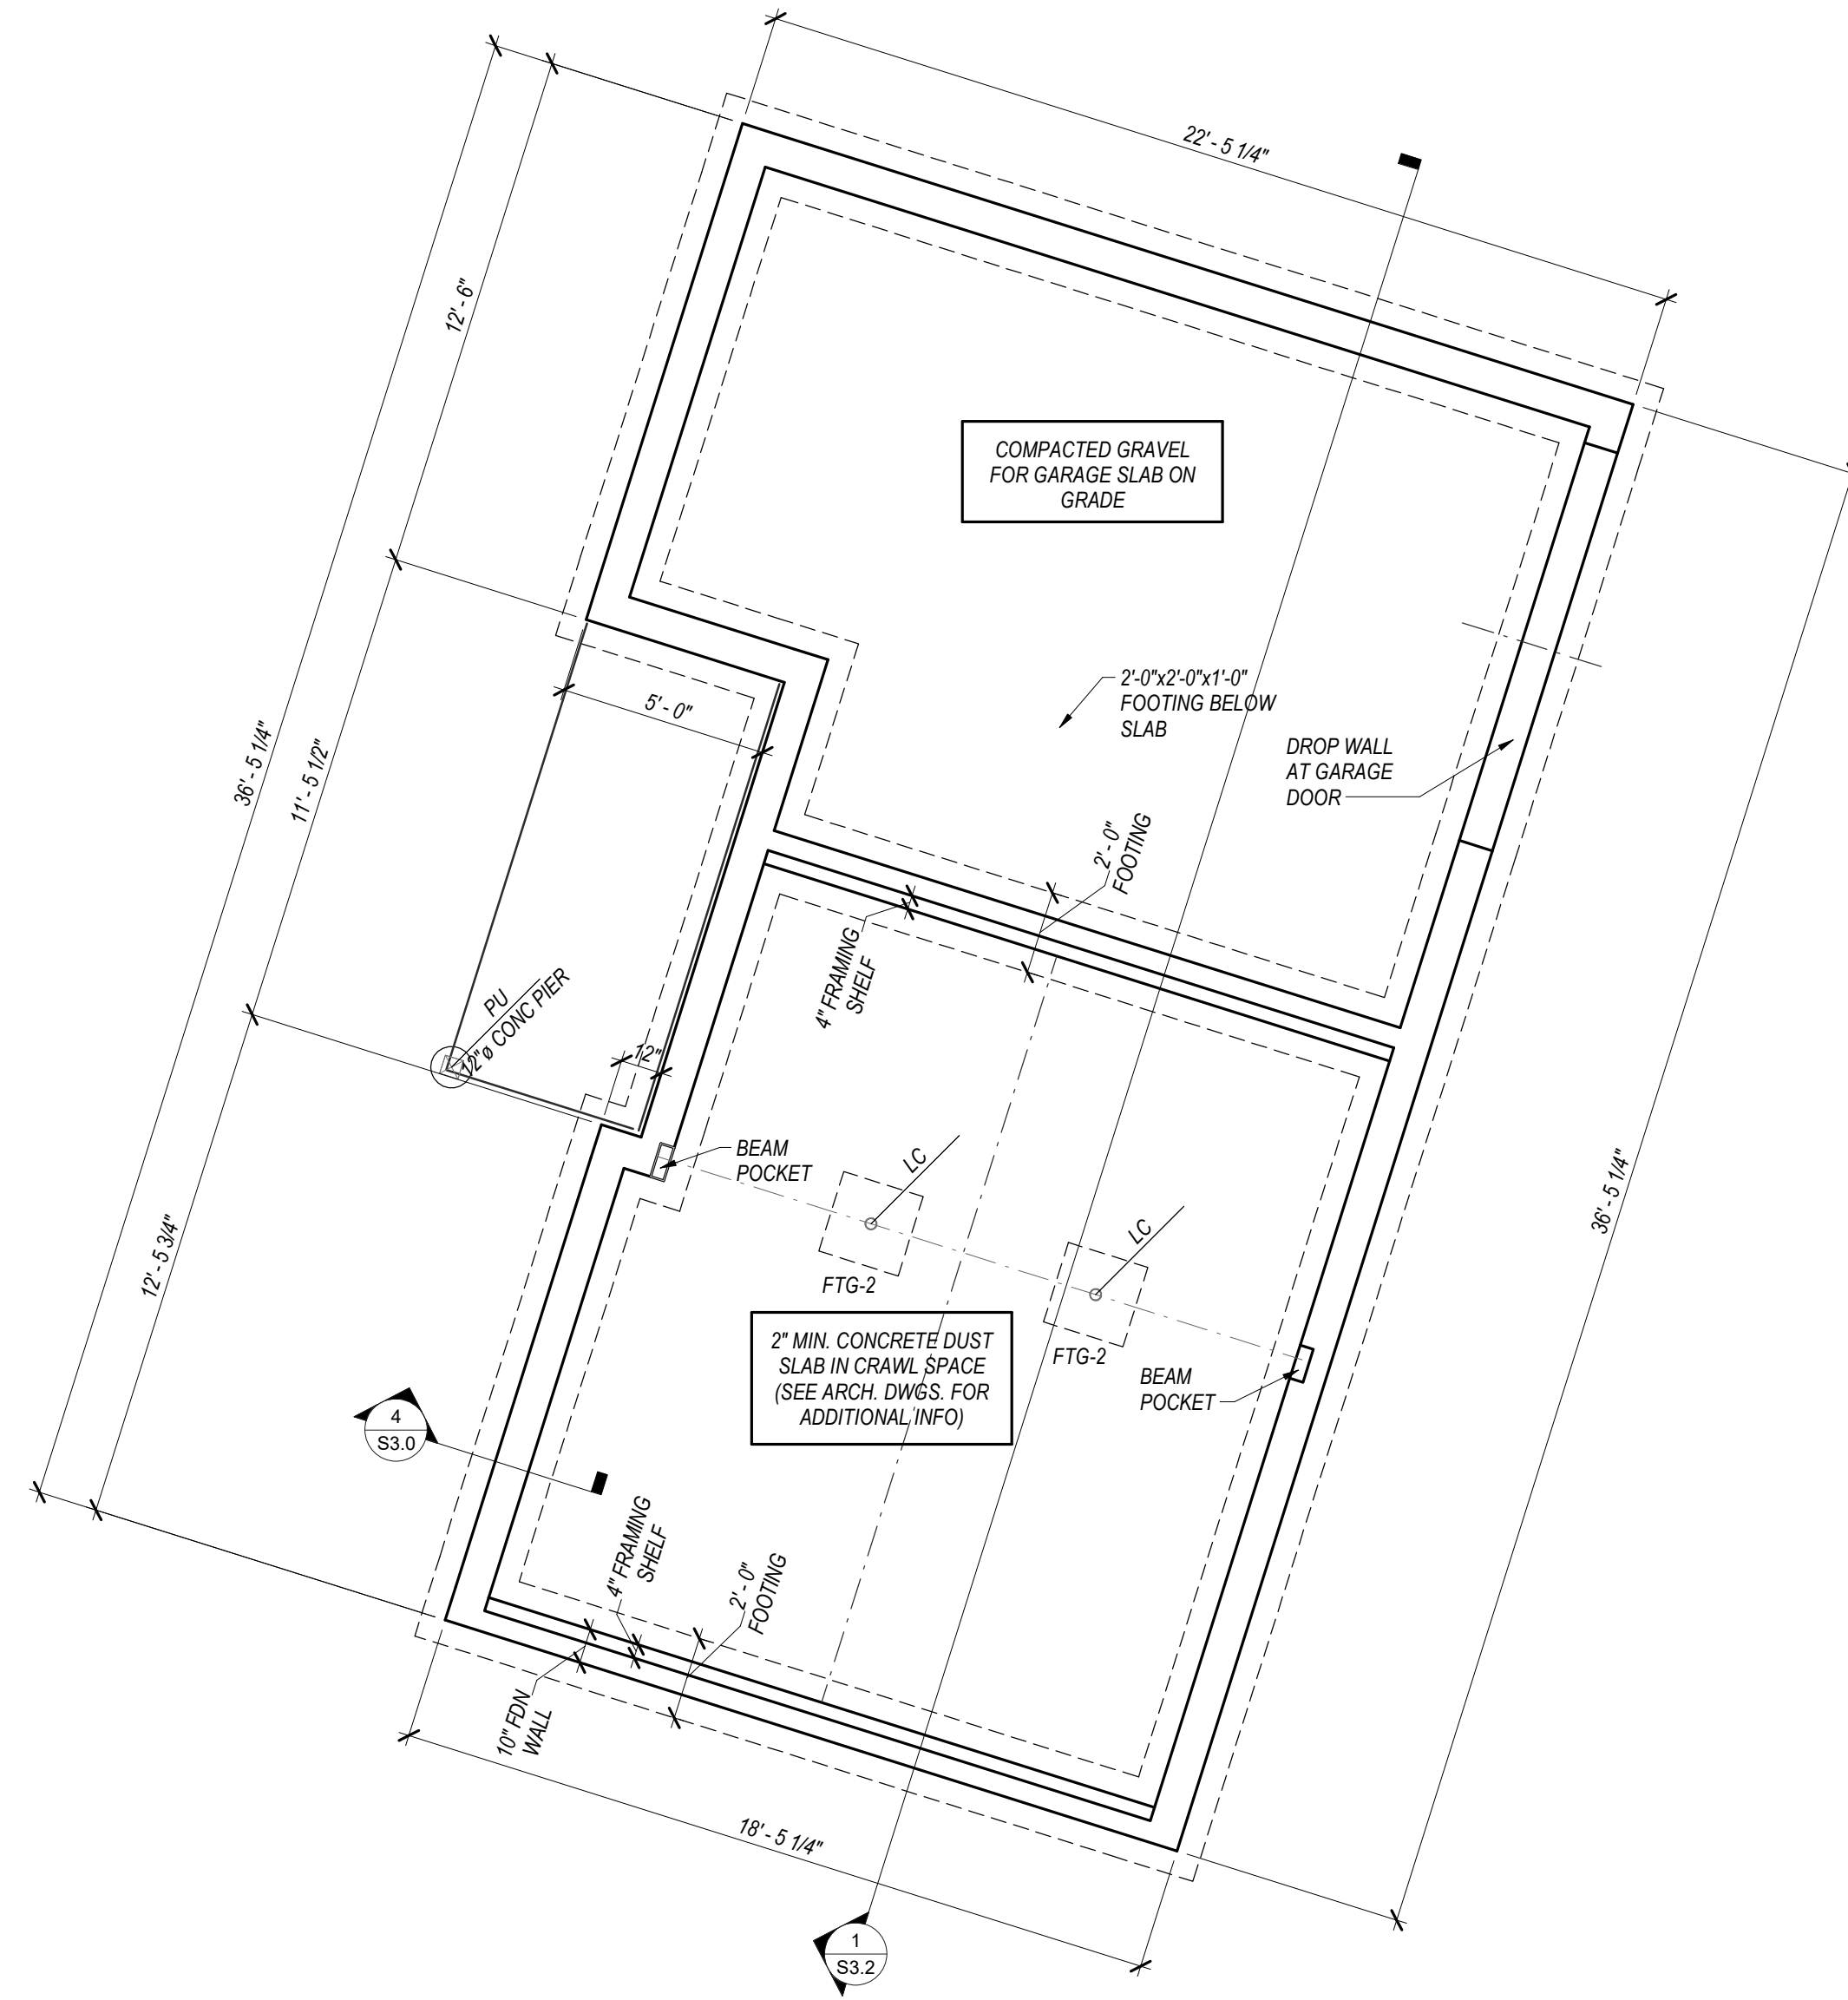 22' - 5 1/4"
12' - 6"
COMPACTED GRAVEL
FOR GARAGE SLAB ON
GRADE
2'-0"x2'-0"x1'-0"
FOOTING BELOW
SLAB
5' - 0"
36' - 5 1/4"
11' - 5 1/2"
DROP WALL
AT GARAGE
DOOR
2' - 0"
FOOTING
4" FRAMING
SHELF
PU
12"ø CONC PIER
12"
BEAM
POCKET
LC
LC
36' - 5 1/4"
12' - 5 3/4"
FTG-2
FTG-2
2" MIN. CONCRETE DUST
SLAB IN CRAWL SPACE
(SEE ARCH. DWGS. FOR
ADDITIONAL INFO)
BEAM
POCKET
4
S3.0
4" FRAMING
SHELF
2' - 0"
FOOTING
10" FDN
WALL
18' - 5 1/4"
1
S3.2